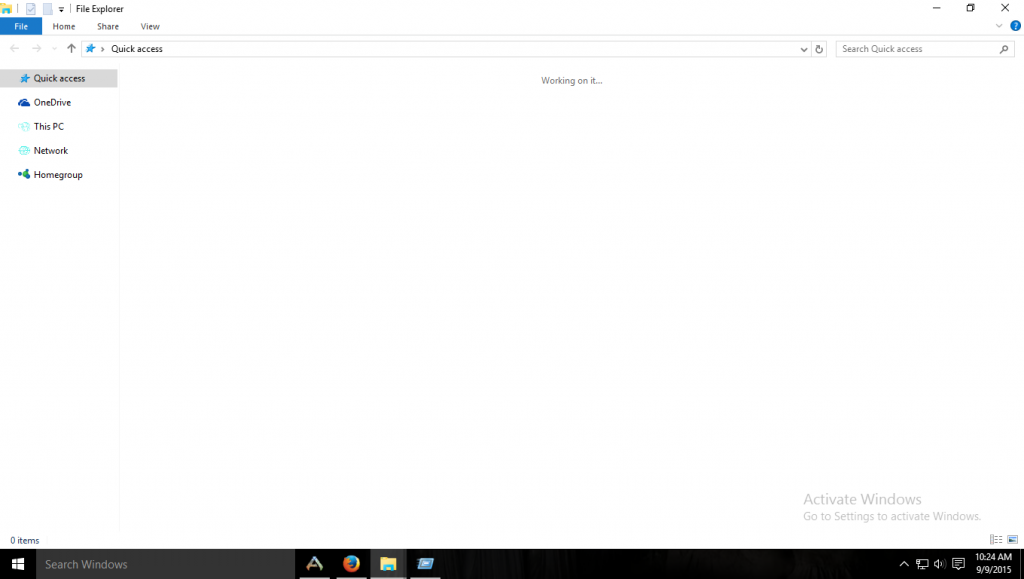 File Explorer
File Home Share View
Quick access
Search Quick access
Quick access
OneDrive
This PC
Network
Homegroup
Working on it...
Activate Windows
Go to Settings to activate Windows.
0 items
Search Windows
10:24 AM
9/9/2015